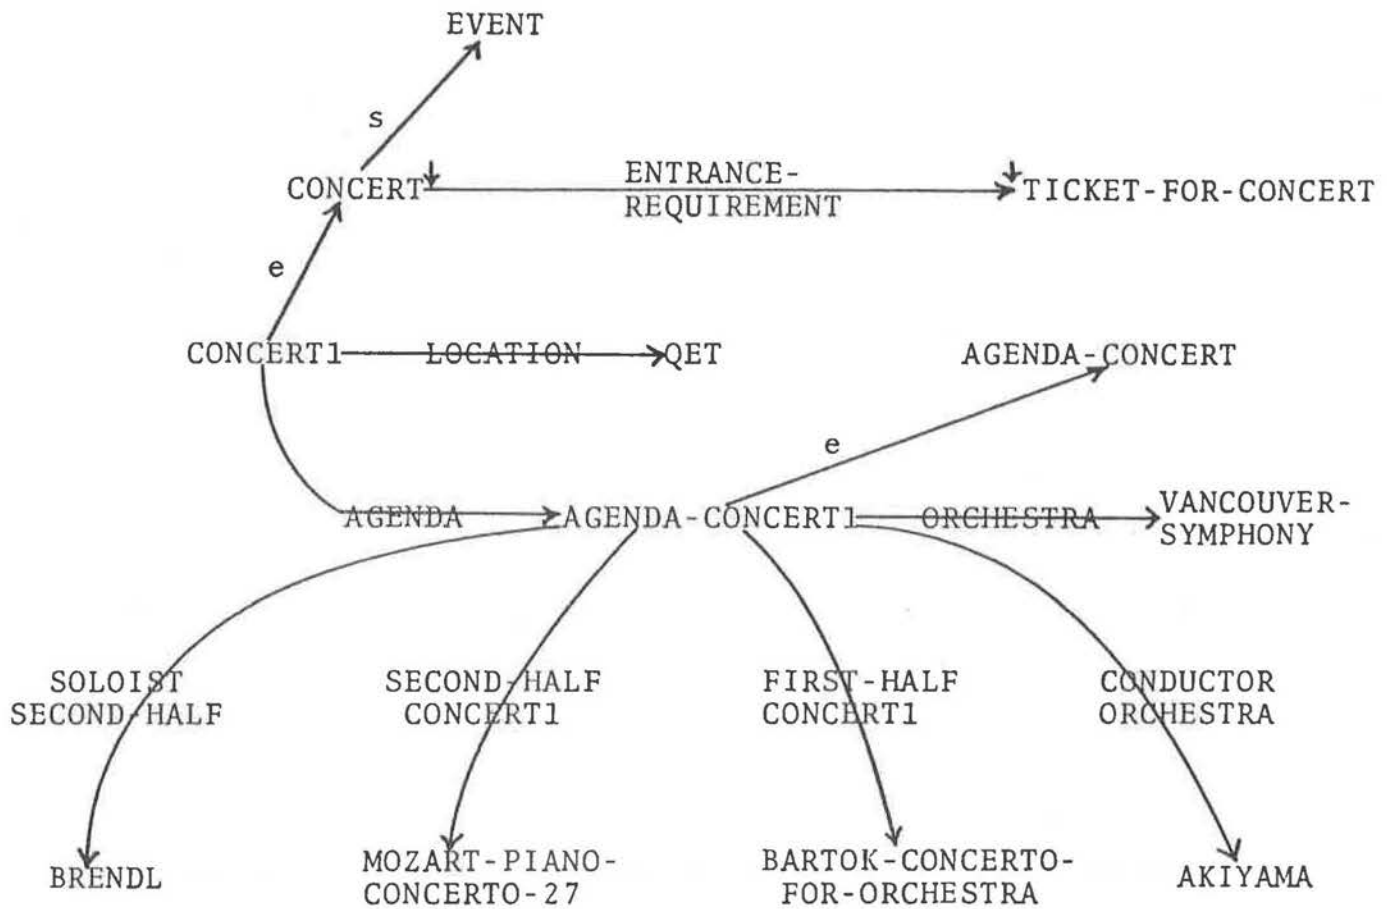 EVENT
s
CONCERT
ENTRANCE-
REQUIREMENT
TICKET-FOR-CONCERT
e
CONCERT1
LOCATION
QET
AGENDA-CONCERT
e
AGENDA
AGENDA-CONCERT1
ORCHESTRA
VANCOUVER-
SYMPHONY
SOLOIST
SECOND-HALF
SECOND-HALF
CONCERT1
FIRST-HALF
CONCERT1
CONDUCTOR
ORCHESTRA
BRENDL
MOZART-PIANO-
CONCERTO-27
BARTOK-CONCERTO-
FOR-ORCHESTRA
AKIYAMA